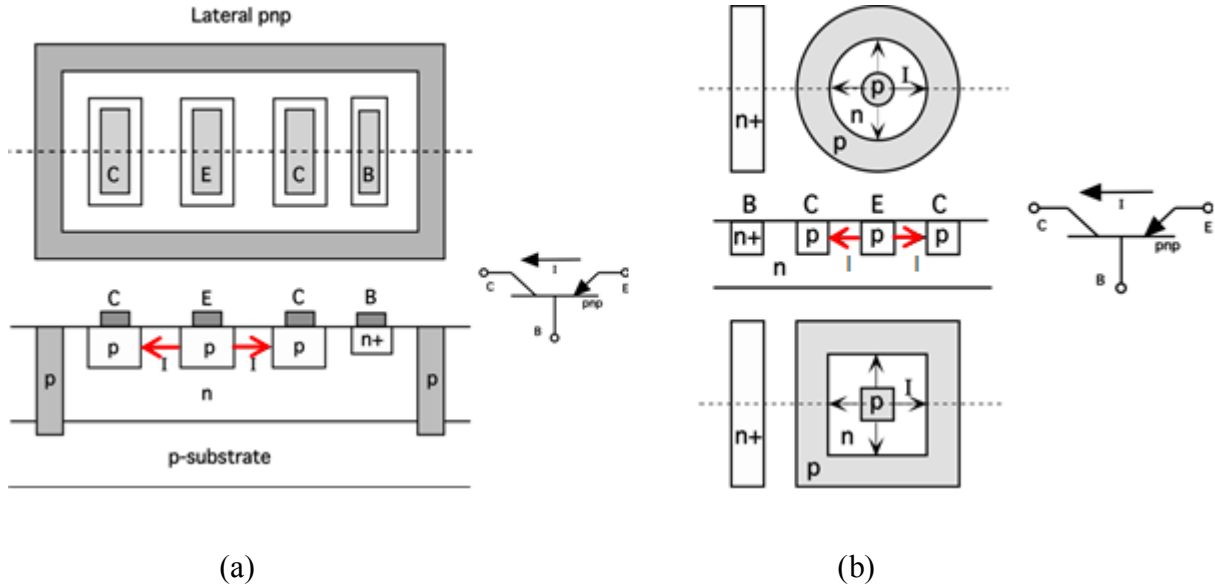 Lateral pnp
C E C B
C E C B
p p p n+
I I
p n p
p-substrate
I
C E
pnp
B
(a)
n+
p I
n
p
B C E C
n+ p p p
n I I
n+
p I
n
p
I
C E
pnp
B
(b)